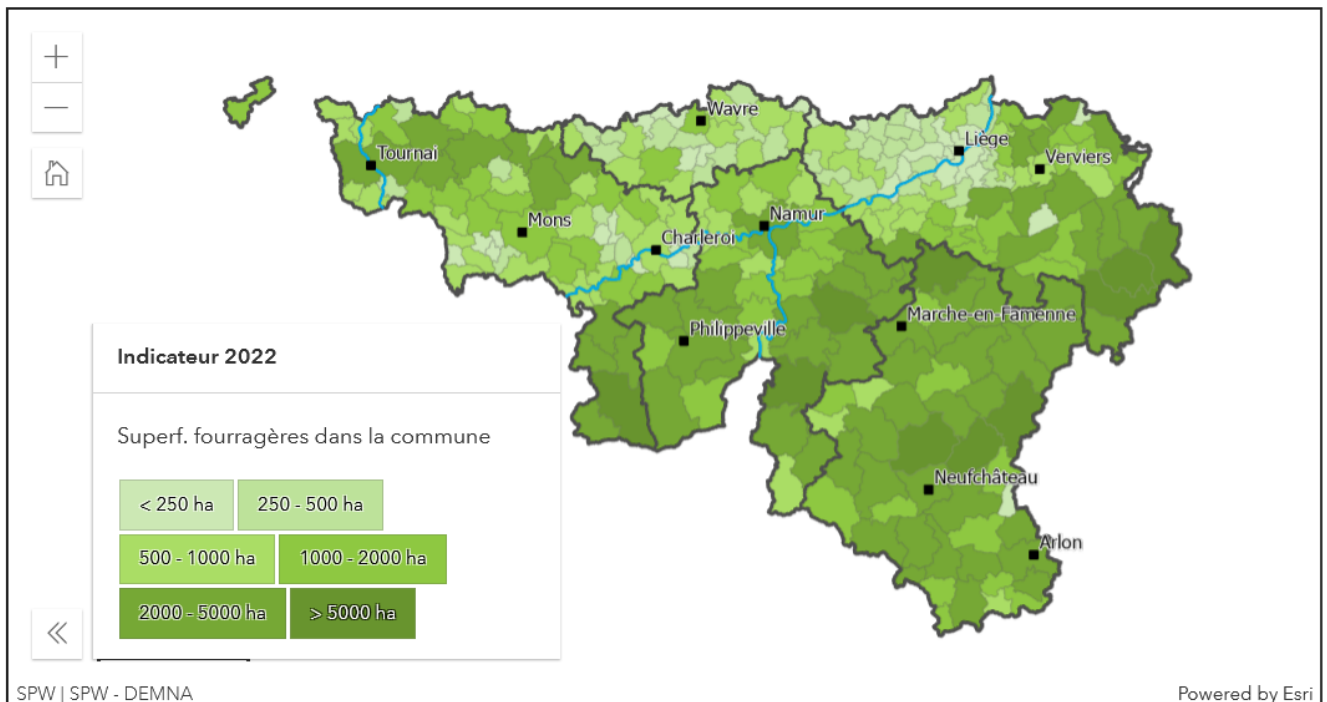 Wavre
Liège
Tournai
Verviers
Namur
Mons
Charleroi
Marche-en-Famenne
Philippeville
Indicateur 2022
Superf. fourragères dans la commune
Neufchâteau
< 250 ha 250 - 500 ha
500 - 1000 ha 1000 - 2000 ha
Arlon
2000 - 5000 ha > 5000 ha
SPW | SPW - DEMNA Powered by Esri